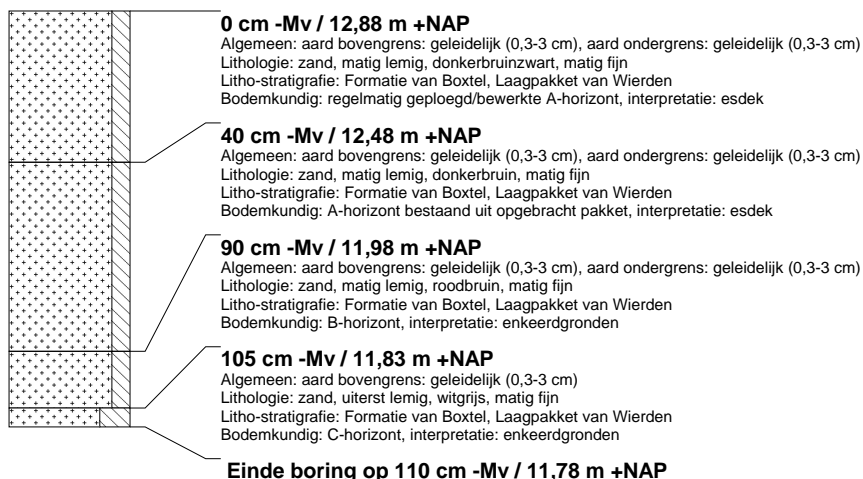 0 cm -Mv / 12,88 m +NAP
Algemeen: aard bovengrens: geleidelijk (0,3-3 cm), aard ondergrens: geleidelijk (0,3-3 cm)
Lithologie: zand, matig lemig, donkerbruinzwart, matig fijn
Litho-stratigrafie: Formatie van Boxtel, Laagpakket van Wierden
Bodemkundig: regelmatig geploegd/bewerkte A-horizont, interpretatie: esdek
40 cm -Mv / 12,48 m +NAP
Algemeen: aard bovengrens: geleidelijk (0,3-3 cm), aard ondergrens: geleidelijk (0,3-3 cm)
Lithologie: zand, matig lemig, donkerbruin, matig fijn
Litho-stratigrafie: Formatie van Boxtel, Laagpakket van Wierden
Bodemkundig: A-horizont bestaand uit opgebracht pakket, interpretatie: esdek
90 cm -Mv / 11,98 m +NAP
Algemeen: aard bovengrens: geleidelijk (0,3-3 cm), aard ondergrens: geleidelijk (0,3-3 cm)
Lithologie: zand, matig lemig, roodbruin, matig fijn
Litho-stratigrafie: Formatie van Boxtel, Laagpakket van Wierden
Bodemkundig: B-horizont, interpretatie: enkeerdgronden
105 cm -Mv / 11,83 m +NAP
Algemeen: aard bovengrens: geleidelijk (0,3-3 cm)
Lithologie: zand, uiterst lemig, witgrijs, matig fijn
Litho-stratigrafie: Formatie van Boxtel, Laagpakket van Wierden
Bodemkundig: C-horizont, interpretatie: enkeerdgronden
Einde boring op 110 cm -Mv / 11,78 m +NAP